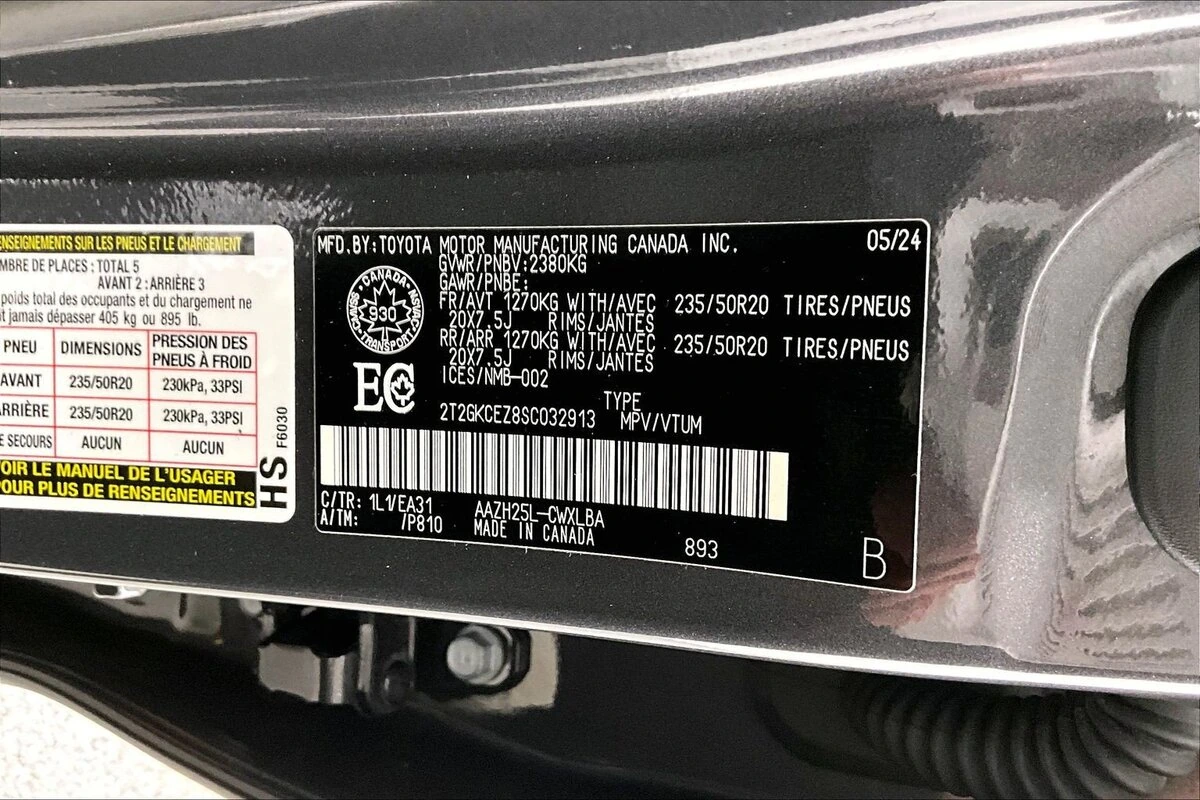 ENSEIGNEMENTS SUR LES PNEUS ET LE CHARGEMENT
MBRE DE PLACES : TOTAL 5
AVANT 2 : ARRIÈRE 3
poids total des occupants et du chargement ne
t jamais dépasser 405 kg ou 895 lb.
PNEU DIMENSIONS PRESSION DES PNEUS À FROID
AVANT 235/50R20 230kPa, 33PSI
ARRIÈRE 235/50R20 230kPa, 33PSI
E SECOURS AUCUN AUCUN
OIR LE MANUEL DE L'USAGER
POUR PLUS DE RENSEIGNEMENTS
HS F6030
MFD. BY: TOYOTA MOTOR MANUFACTURING CANADA INC. 05/24
GVWR/PNBV: 2380KG
GAWR/PNBE:
FR/AVT 1270KG WITH/AVEC 235/50R20 TIRES/PNEUS
20X7.5J RIMS/JANTES
RR/ARR 1270KG WITH/AVEC 235/50R20 TIRES/PNEUS
20X7.5J RIMS/JANTES
ICES/NMB-002
CANADA
930
TRANSPORT
EC
TYPE
2T2GKCEZ8SC032913 MPV/VTUM
C/TR: 1L1/EA31 AAZH25L-CWXLBA
A/TM: /P810 MADE IN CANADA
893
B